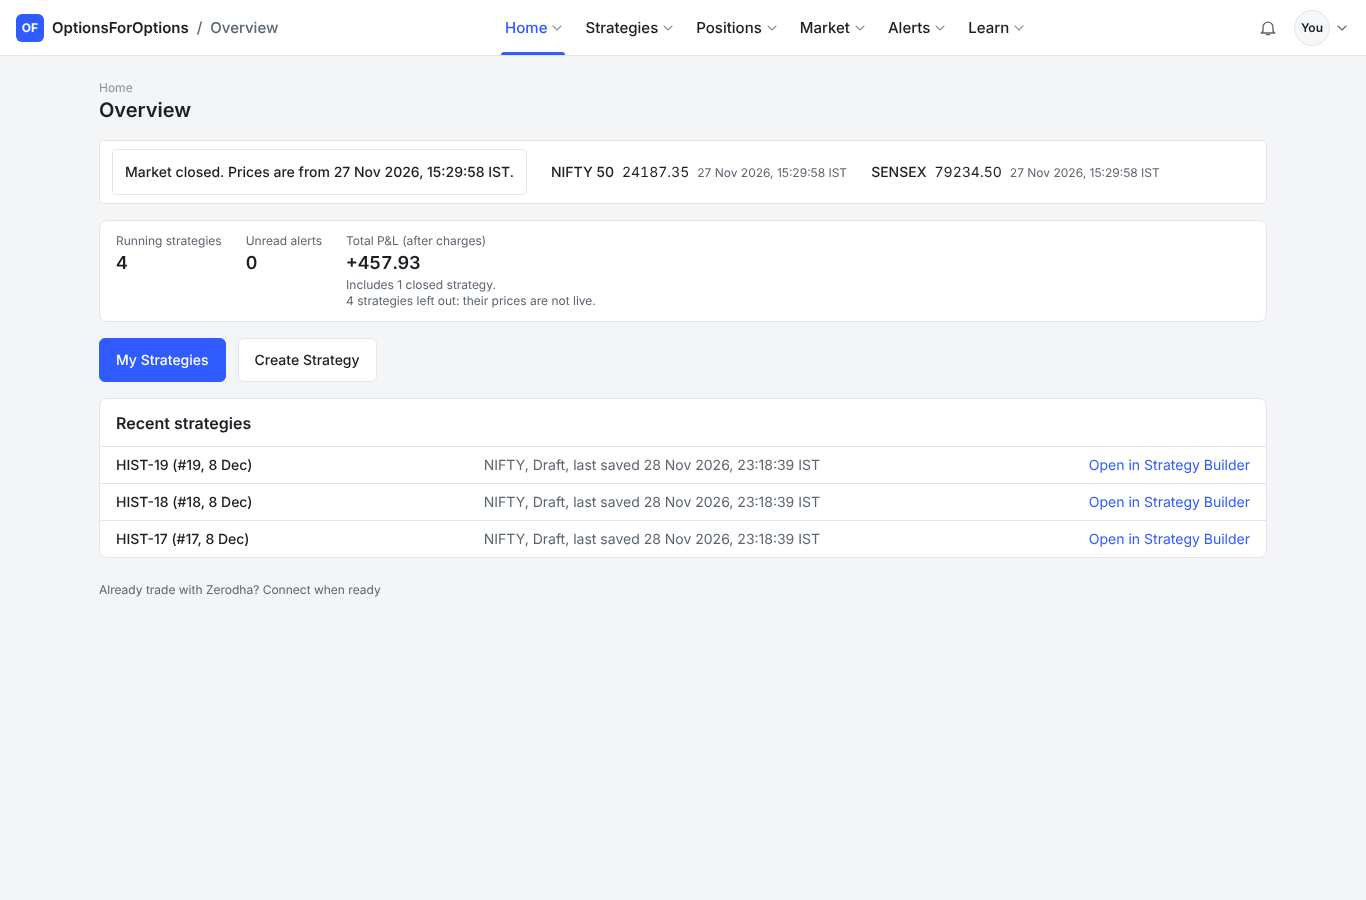 OF OptionsForOptions / Overview Home Strategies Positions Market Alerts Learn You
Home
Overview
Market closed. Prices are from 27 Nov 2026, 15:29:58 IST. NIFTY 50 24187.35 27 Nov 2026, 15:29:58 IST SENSEX 79234.50 27 Nov 2026, 15:29:58 IST
Running strategies Unread alerts Total P&L (after charges)
4 0 +457.93
Includes 1 closed strategy.
4 strategies left out: their prices are not live.
My Strategies Create Strategy
Recent strategies
HIST-19 (#19, 8 Dec) NIFTY, Draft, last saved 28 Nov 2026, 23:18:39 IST Open in Strategy Builder
HIST-18 (#18, 8 Dec) NIFTY, Draft, last saved 28 Nov 2026, 23:18:39 IST Open in Strategy Builder
HIST-17 (#17, 8 Dec) NIFTY, Draft, last saved 28 Nov 2026, 23:18:39 IST Open in Strategy Builder
Already trade with Zerodha? Connect when ready